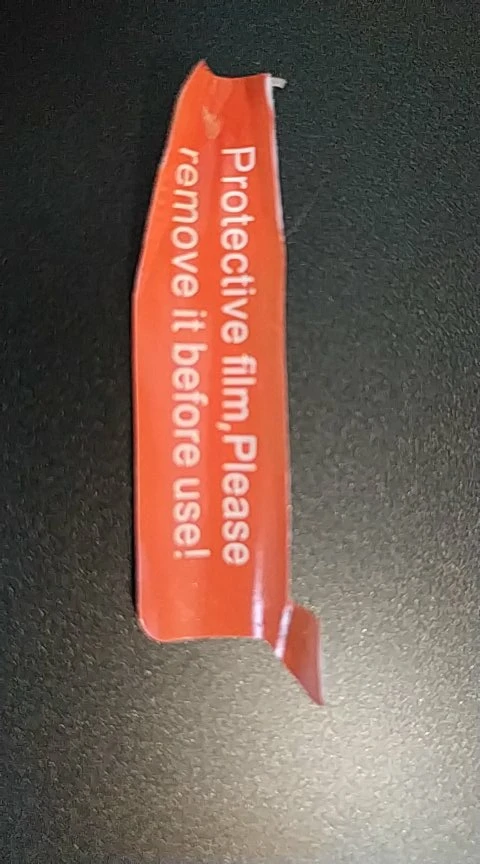 Protective film,Please
remove it before use!